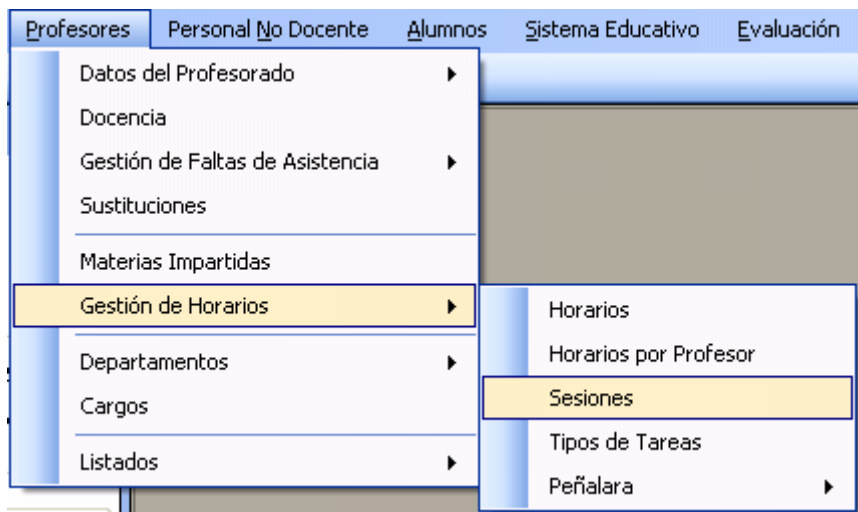 Profesores Personal No Docente Alumnos Sistema Educativo Evaluación
Datos del Profesorado
Docencia
Gestión de Faltas de Asistencia
Sustituciones
Materias Impartidas
Gestión de Horarios
Departamentos
Cargos
Listados
Horarios
Horarios por Profesor
Sesiones
Tipos de Tareas
Peñalara